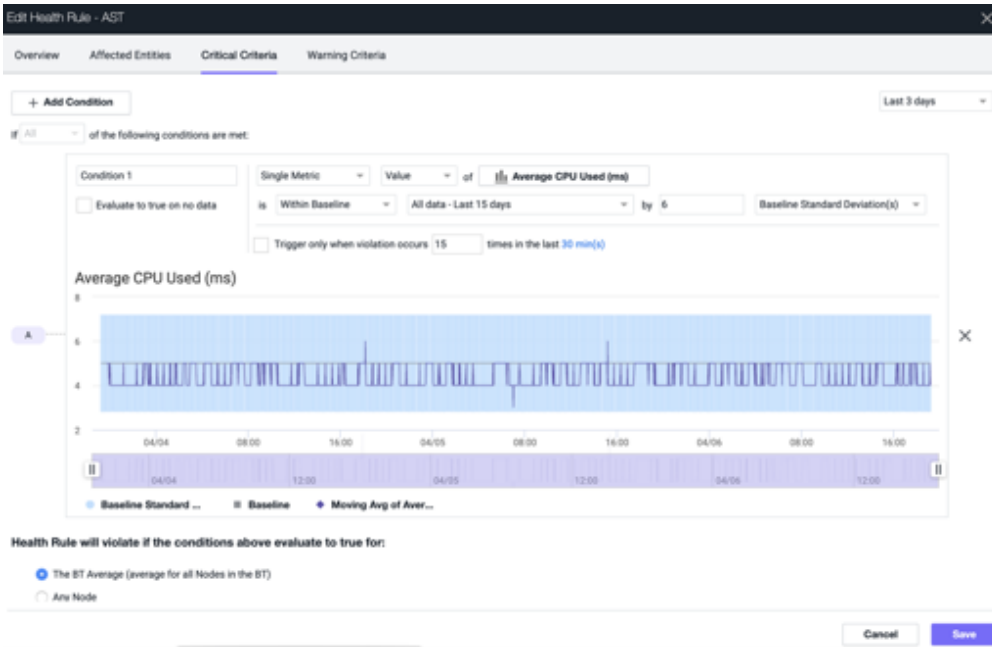 Edit Health Rule - AST
Overview Affected Entities Critical Criteria Warning Criteria
+ Add Condition Last 3 days
If All of the following conditions are met:
Condition 1 Single Metric Value of Average CPU Used (ms)
Evaluate to true on no data is Within Baseline All data - Last 15 days by 6 Baseline Standard Deviation(s)
Trigger only when violation occurs 15 times in the last 30 min(s)
Average CPU Used (ms)
8
A
6
4
2
04/04 08:00 16:00 04/05 08:00 16:00 04/06 08:00 16:00
04/04 12:00 04/05 12:00 04/06 12:00
Baseline Standard ... Baseline Moving Avg of Aver...
Health Rule will violate if the conditions above evaluate to true for:
The BT Average (average for all Nodes in the BT)
Any Node
Cancel Save